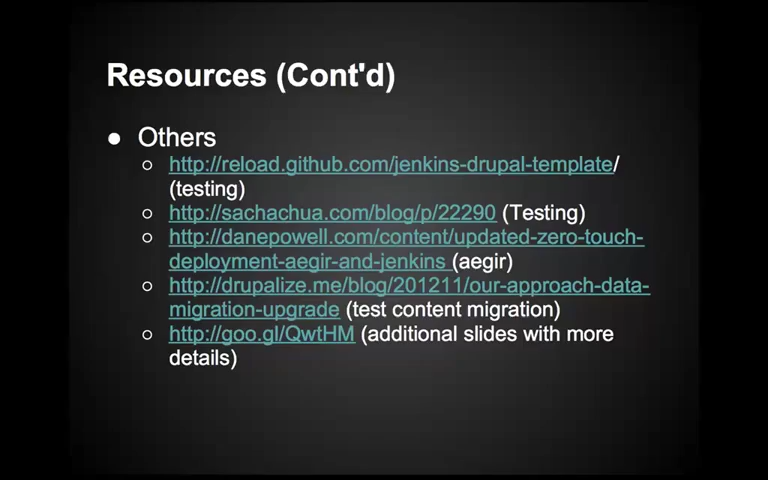 Resources (Cont'd)
● Others
○ http://reload.github.com/jenkins-drupal-template/
(testing)
○ http://sachachua.com/blog/p/22290 (Testing)
○ http://danepowell.com/content/updated-zero-touch-
deployment-aegir-and-jenkins (aegir)
○ http://drupalize.me/blog/201211/our-approach-data-
migration-upgrade (test content migration)
○ http://goo.gl/QwtHM (additional slides with more
details)